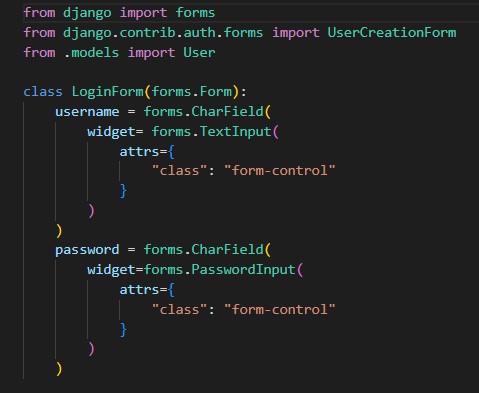 from django import forms
from django.contrib.auth.forms import UserCreationForm
from .models import User

class LoginForm(forms.Form):
    username = forms.CharField(
        widget= forms.TextInput(
            attrs={
                "class": "form-control"
            }
        )
    )
    password = forms.CharField(
        widget=forms.PasswordInput(
            attrs={
                "class": "form-control"
            }
        )
    )